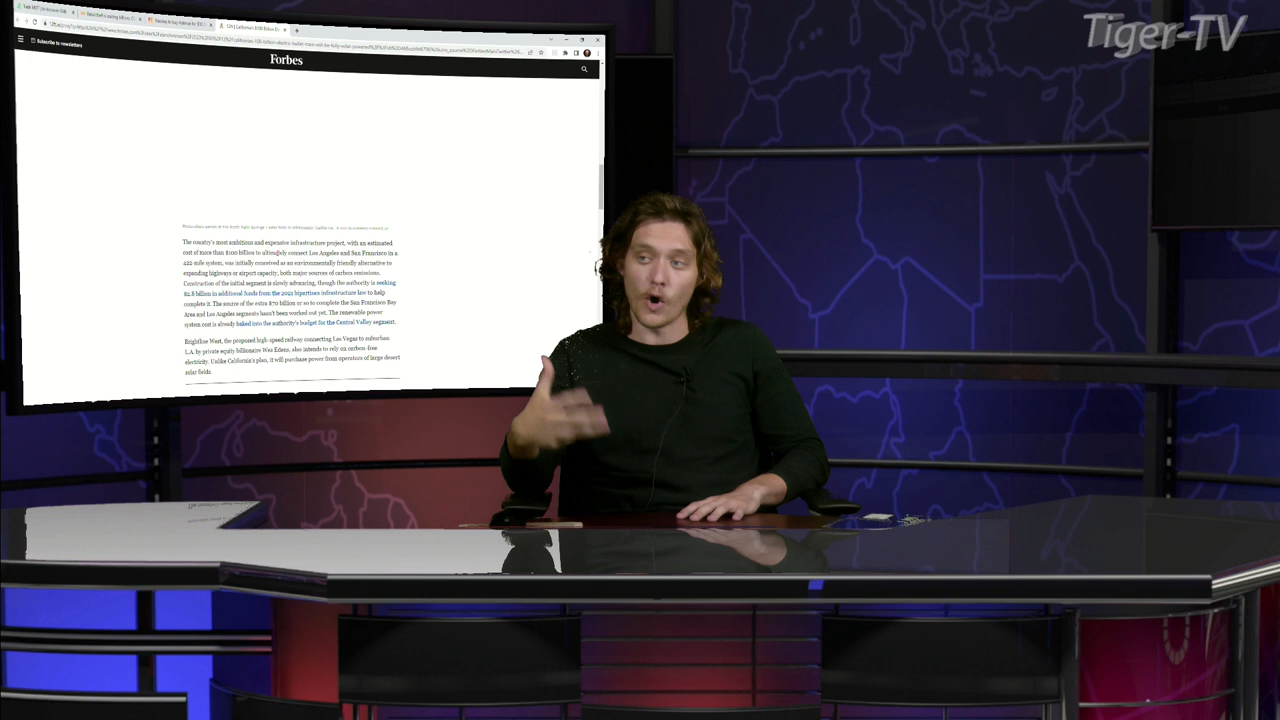 Tiger-TV
Subscribe to newsletters
Forbes
The country's most ambitious and expensive infrastructure project, with an estimated
cost of more than $100 billion to ultimately connect Los Angeles and San Francisco in a
422-mile system, was initially conceived as an environmentally friendly alternative to
expanding highways or airport capacity, both major sources of carbon emissions.
Construction of the initial segment is slowly advancing, though the authority is seeking
$2.8 billion in additional funds from the 2021 bipartisan infrastructure law to help
complete it. The source of the extra $70 billion or so to complete the San Francisco Bay
Area and Los Angeles segments hasn't been worked out yet. The renewable power
system cost is already baked into the authority's budget for the Central Valley segment.
Brightline West, the proposed high-speed railway connecting Las Vegas to suburban
L.A. by private equity billionaire Wes Edens, also intends to rely on carbon-free
electricity. Unlike California's plan, it will purchase power from operators of large desert
solar fields.